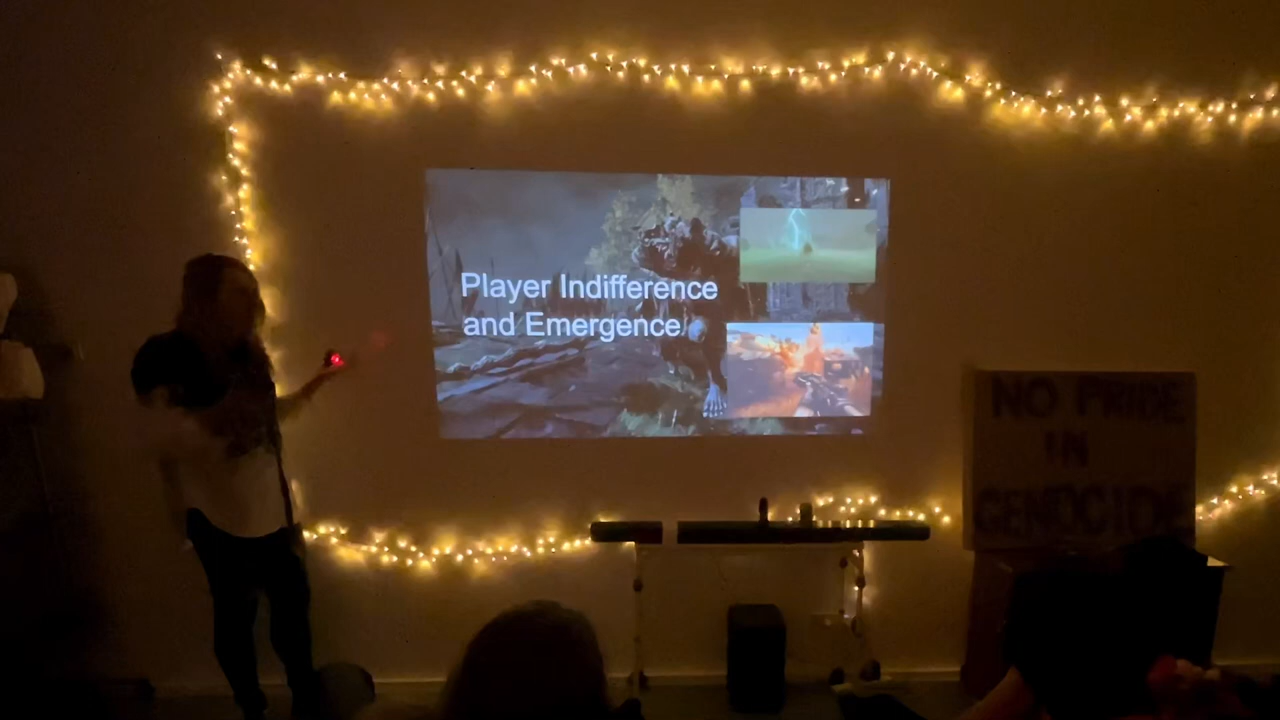 Player Indifference
and Emergence
NO PRIDE
IN
GENOCIDE